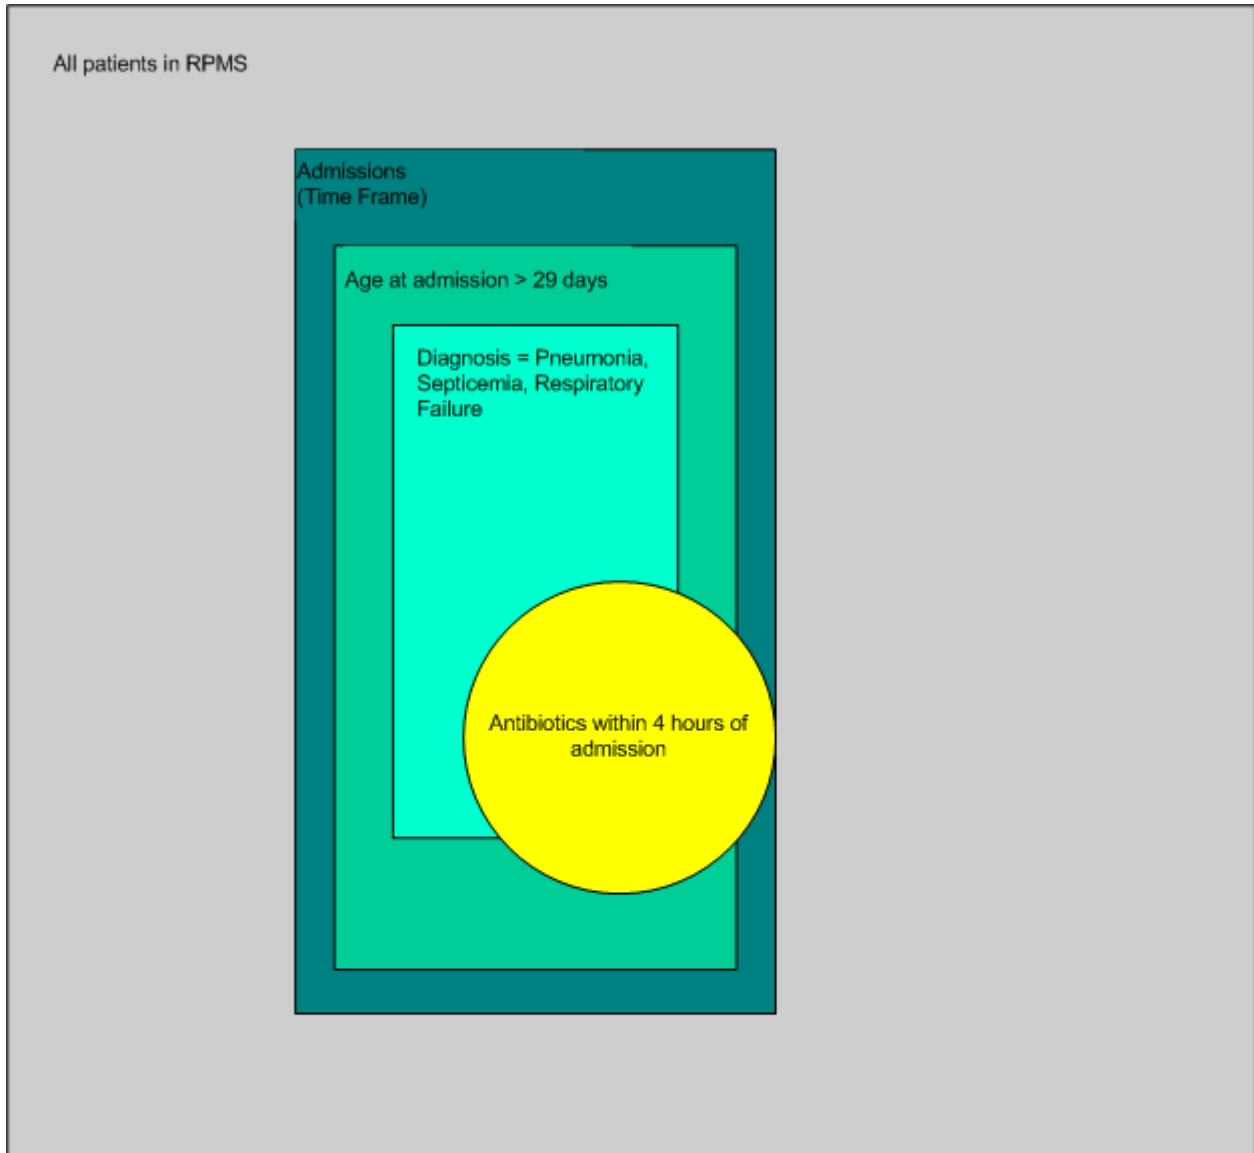 All patients in RPMS
Admissions
(Time Frame)
Age at admission > 29 days
Diagnosis = Pneumonia,
Septicemia, Respiratory
Failure
Antibiotics within 4 hours of
admission